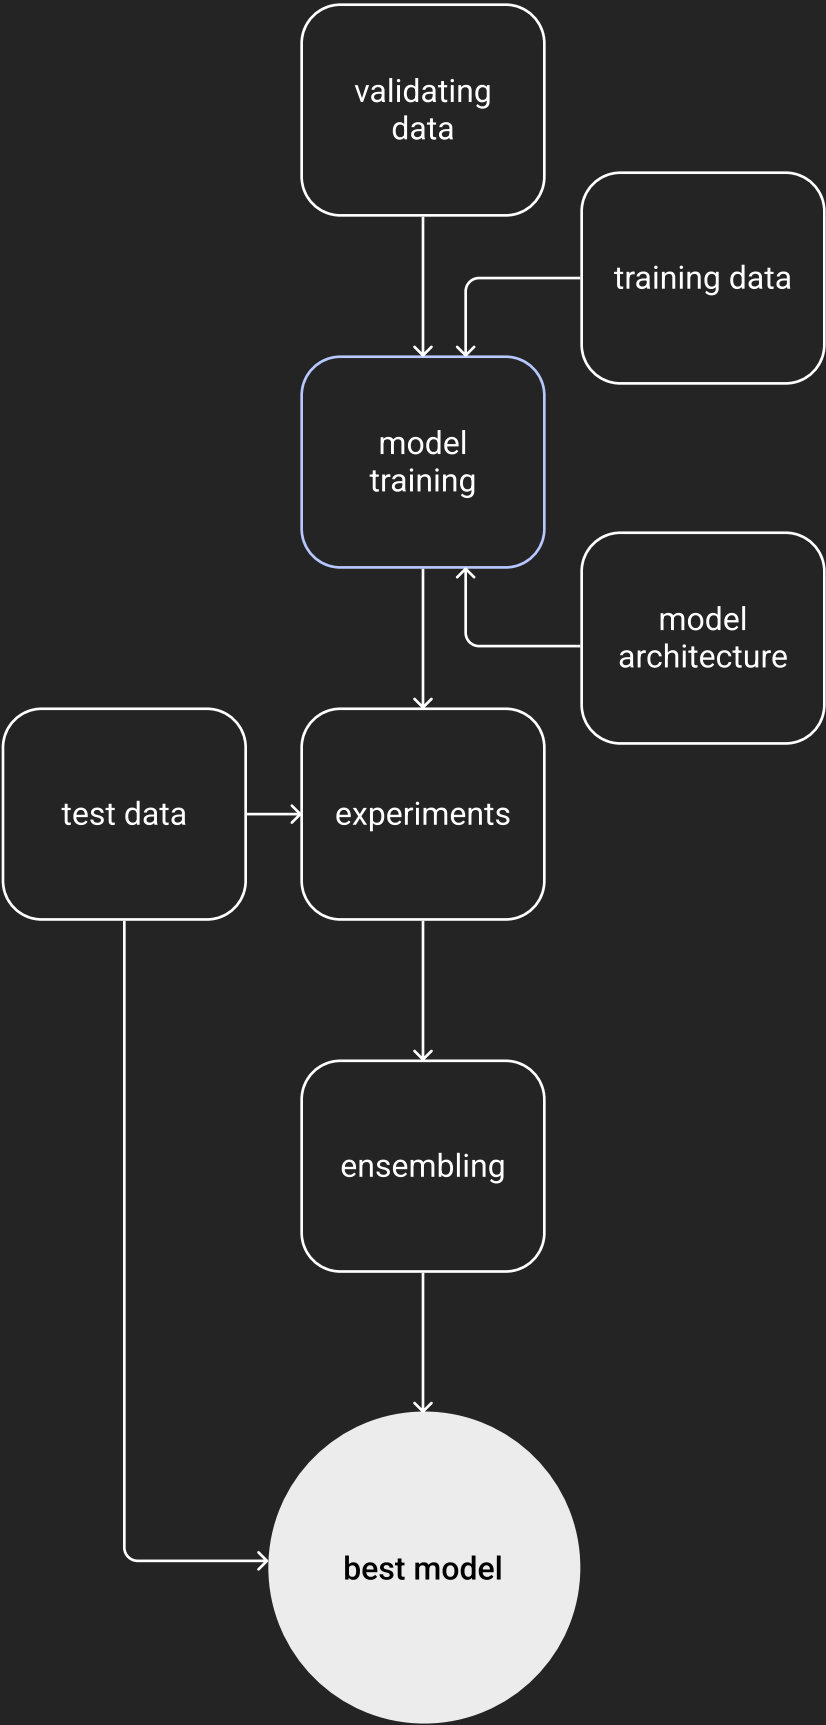 validating
data
training data
model
training
model
architecture
test data
experiments
ensembling
best model